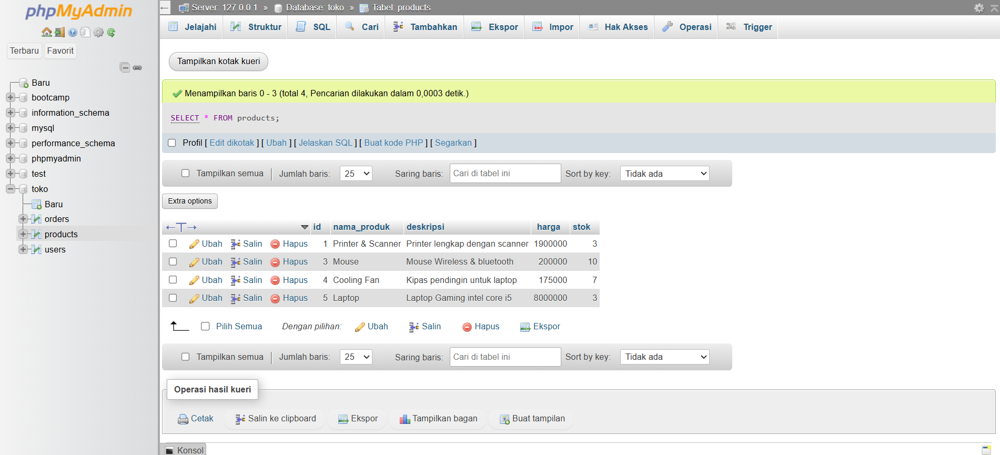 phpMyAdmin
Terbaru Favorit
Baru
bootcamp
information_schema
mysql
performance_schema
phpmyadmin
test
toko
Baru
orders
products
users
Server: 127.0.0.1 » Database: toko » Tabel: products
Jelajahi Struktur SQL Cari Tambahkan Ekspor Impor Hak Akses Operasi Trigger
Tampilkan kotak kueri
Menampilkan baris 0 - 3 (total 4, Pencarian dilakukan dalam 0,0003 detik.)
SELECT * FROM products;
Profil [ Edit dikotak ] [ Ubah ] [ Jelaskan SQL ] [ Buat kode PHP ] [ Segarkan ]
Tampilkan semua | Jumlah baris: 25 Saring baris: Cari di tabel ini Sort by key: Tidak ada
Extra options
←T→ id nama_produk deskripsi harga stok
Ubah Salin Hapus 1 Printer & Scanner Printer lengkap dengan scanner 1900000 3
Ubah Salin Hapus 3 Mouse Mouse Wireless & bluetooth 200000 10
Ubah Salin Hapus 4 Cooling Fan Kipas pendingin untuk laptop 175000 7
Ubah Salin Hapus 5 Laptop Laptop Gaming intel core i5 8000000 3
Pilih Semua Dengan pilihan: Ubah Salin Hapus Ekspor
Tampilkan semua | Jumlah baris: 25 Saring baris: Cari di tabel ini Sort by key: Tidak ada
Operasi hasil kueri
Cetak Salin ke clipboard Ekspor Tampilkan bagan Buat tampilan
Konsol